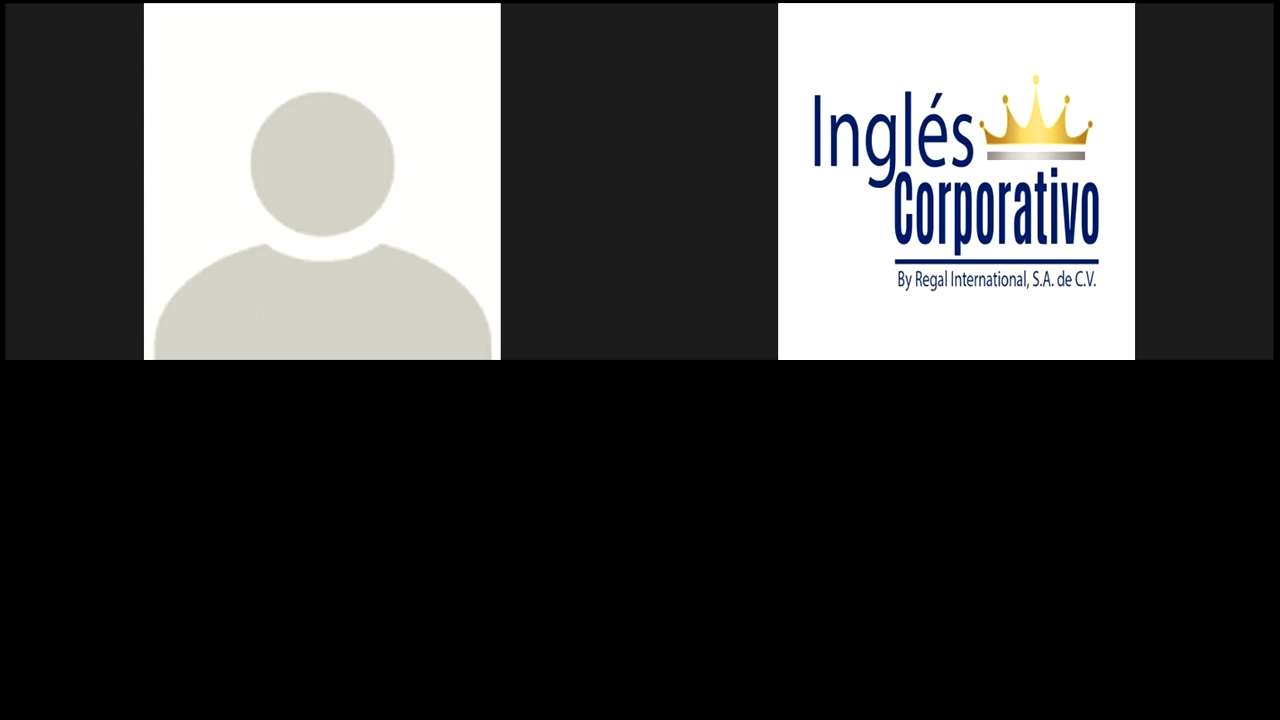 Inglés
Corporativo
By Regal International, S.A. de C.V.